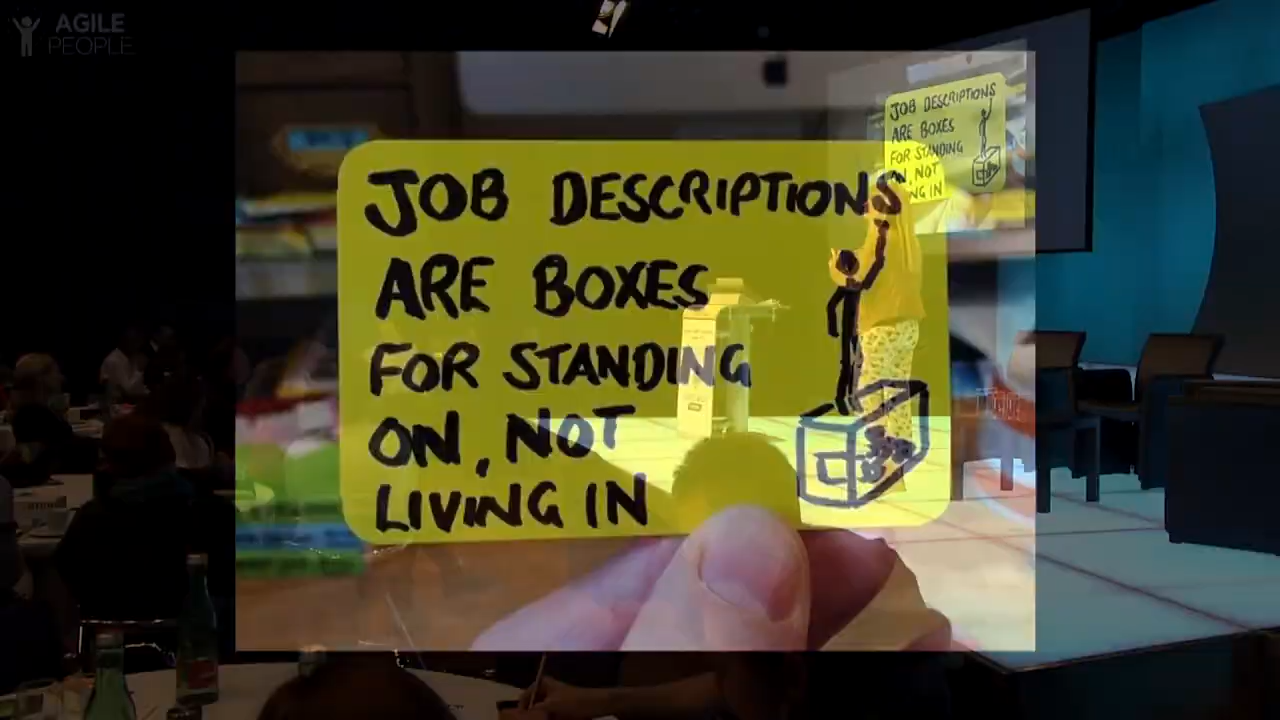 AGILE
PEOPLE
JOB DESCRIPTIONS
ARE BOXES
FOR STANDING
ON, NOT
LIVING IN
JOB DESCRIPTIONS
ARE BOXES
FOR STANDING
ON, NOT
NG IN